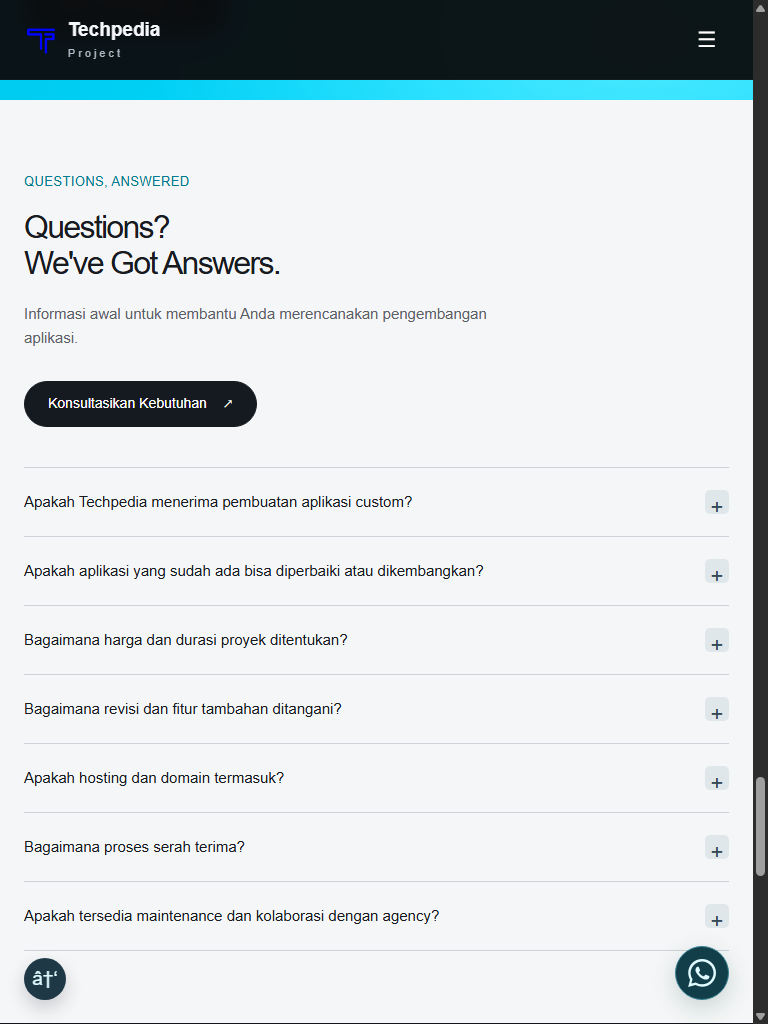 Techpedia
Project
☰
QUESTIONS, ANSWERED
Questions?
We've Got Answers.
Informasi awal untuk membantu Anda merencanakan pengembangan
aplikasi.
Konsultasikan Kebutuhan ↗
Apakah Techpedia menerima pembuatan aplikasi custom? +
Apakah aplikasi yang sudah ada bisa diperbaiki atau dikembangkan? +
Bagaimana harga dan durasi proyek ditentukan? +
Bagaimana revisi dan fitur tambahan ditangani? +
Apakah hosting dan domain termasuk? +
Bagaimana proses serah terima? +
Apakah tersedia maintenance dan kolaborasi dengan agency? +
â†‘